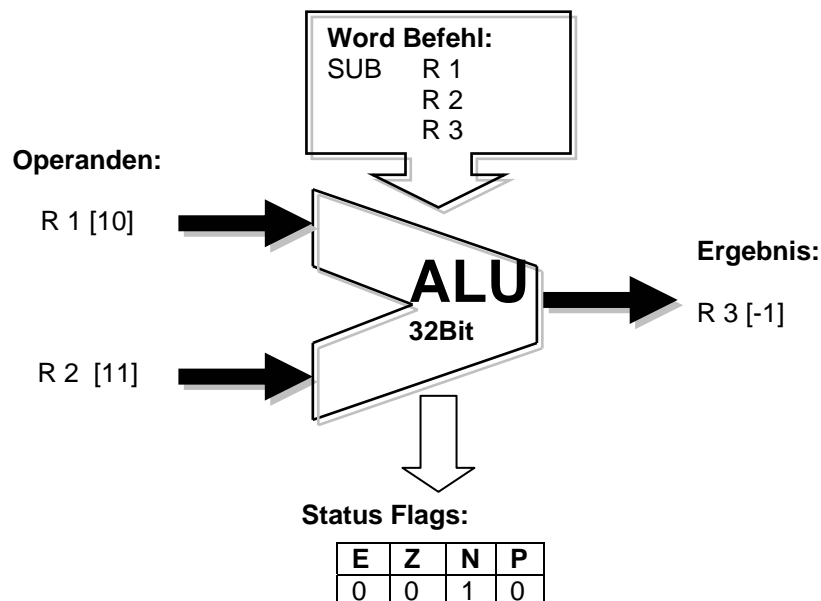 Word Befehl:
SUB R 1
R 2
R 3
Operanden:
R 1 [10]
Ergebnis:
ALU
32Bit
R 3 [-1]
R 2 [11]
Status Flags:
E Z N P
0 0 1 0